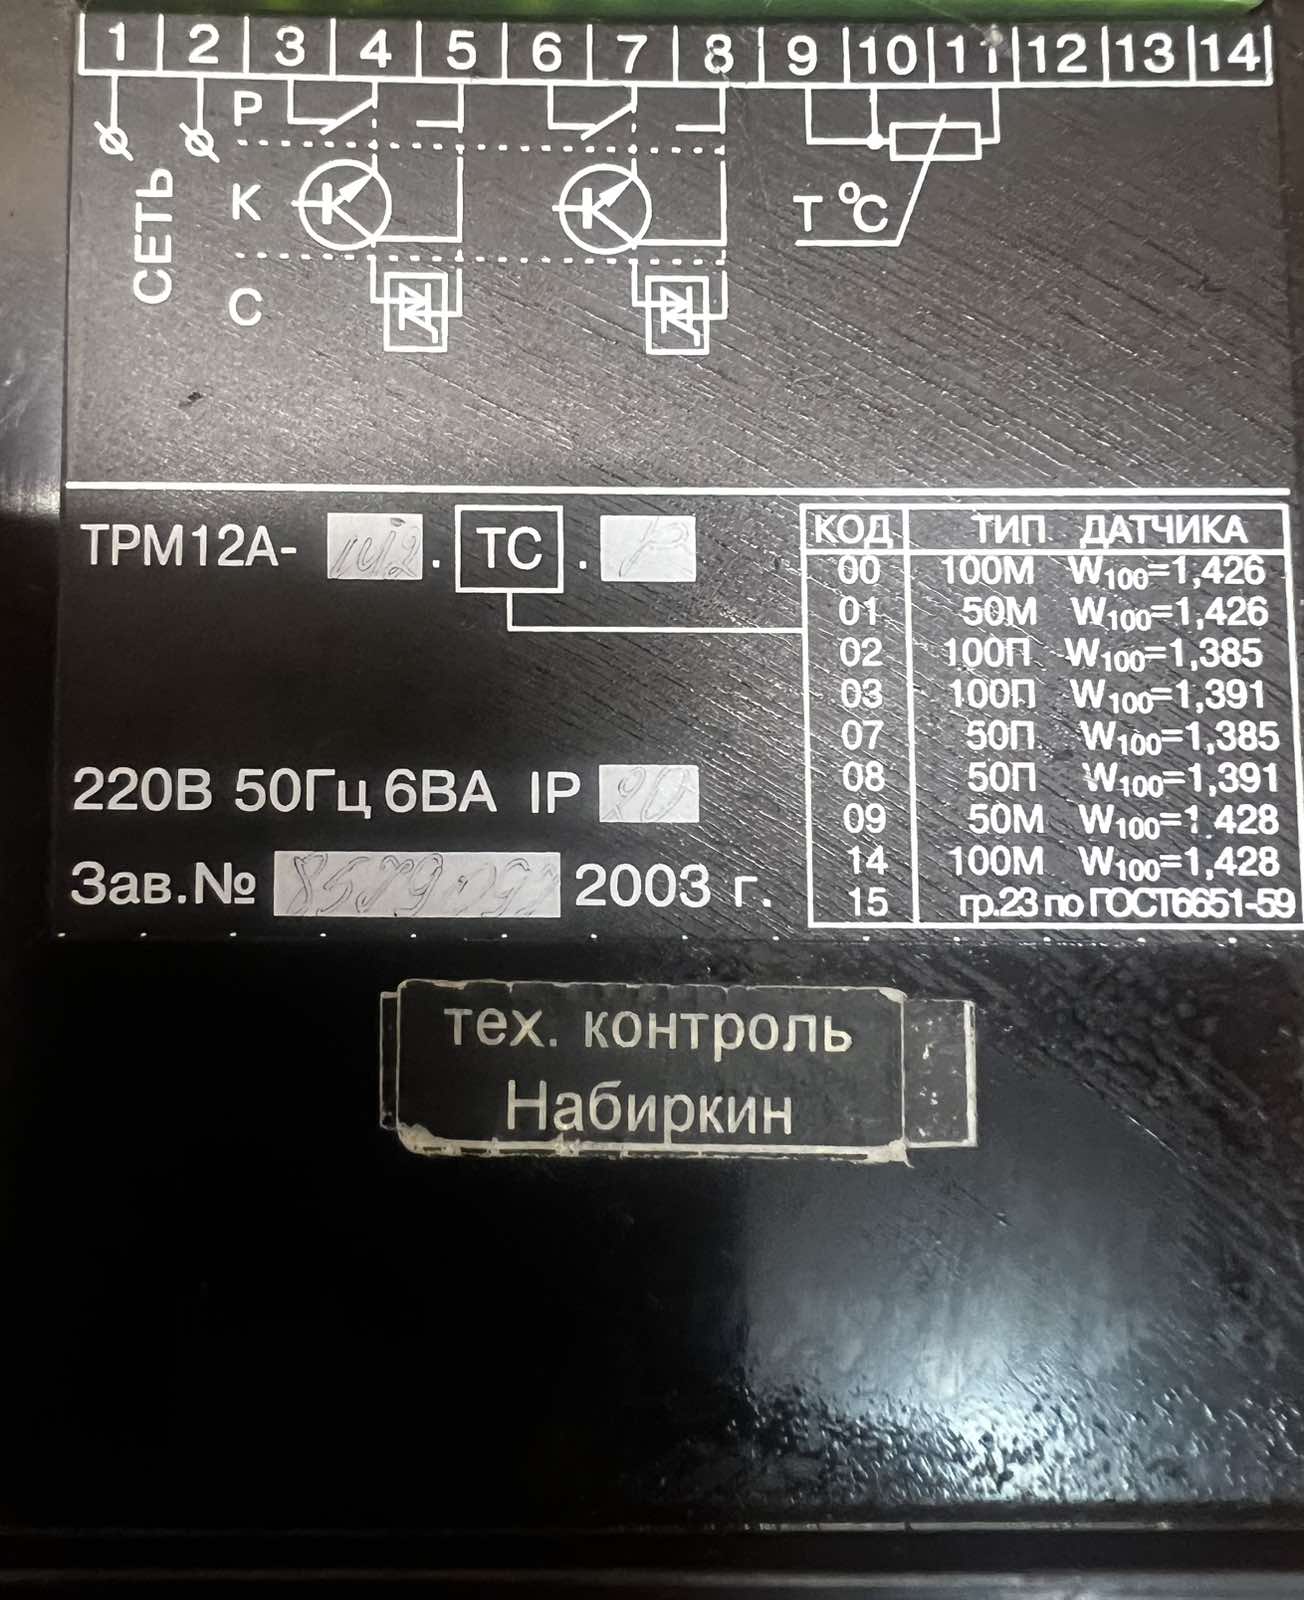 1 2 3 4 5 6 7 8 9 10 11 12 13 14
Р
СЕТЬ
К
Т °С
С
ТРМ12А- . ТС . Р
220В 50Гц 6ВА IP 20
Зав.№ 2003 г.
КОД ТИП ДАТЧИКА
00 100М W100=1,426
01 50М W100=1,426
02 100П W100=1,385
03 100П W100=1,391
07 50П W100=1,385
08 50П W100=1,391
09 50М W100=1.428
14 100М W100=1,428
15 гр.23 по ГОСТ6651-59
тех. контроль
Набиркин